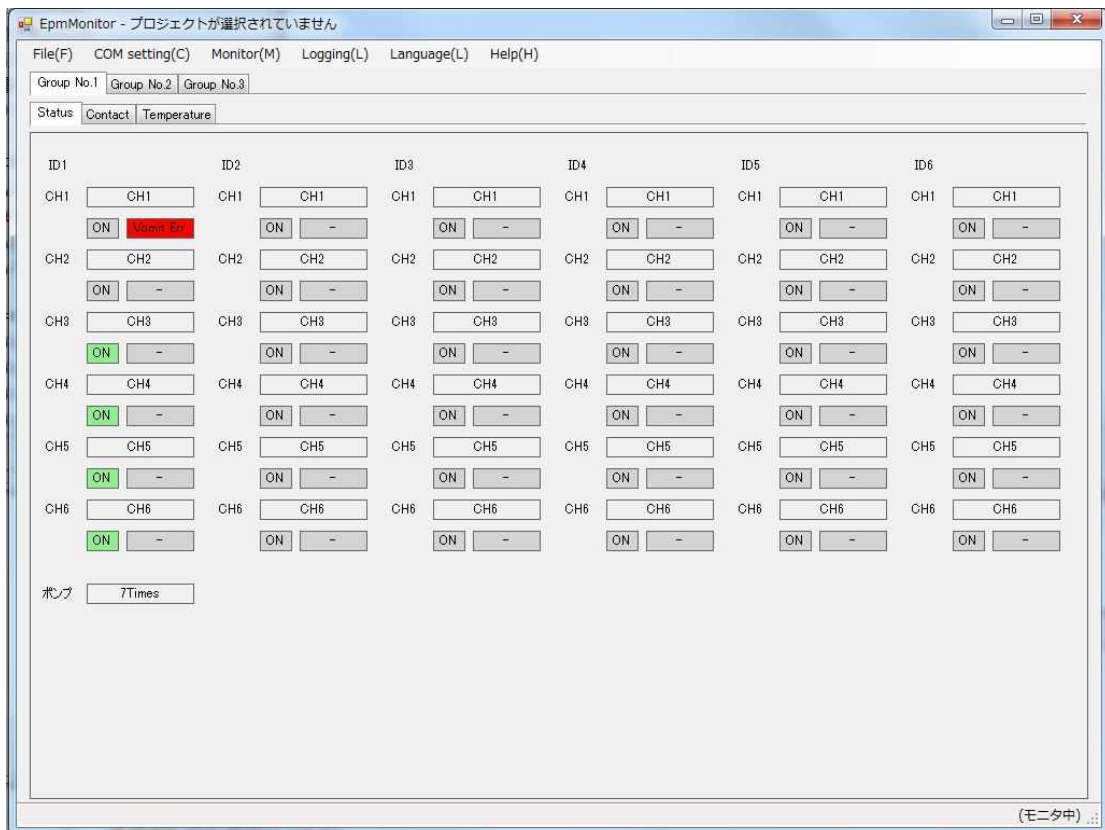 EpmMonitor - プロジェクトが選択されていません
File(F) COM setting(C) Monitor(M) Logging(L) Language(L) Help(H)
Group No.1 Group No.2 Group No.3
Status Contact Temperature
ID1 ID2 ID3 ID4 ID5 ID6
CH1 CH1 CH1 CH1 CH1 CH1 CH1 CH1 CH1 CH1 CH1 CH1
ON Vomit Err ON - ON - ON - ON - ON -
CH2 CH2 CH2 CH2 CH2 CH2 CH2 CH2 CH2 CH2 CH2 CH2
ON - ON - ON - ON - ON - ON -
CH3 CH3 CH3 CH3 CH3 CH3 CH3 CH3 CH3 CH3 CH3 CH3
ON - ON - ON - ON - ON - ON -
CH4 CH4 CH4 CH4 CH4 CH4 CH4 CH4 CH4 CH4 CH4 CH4
ON - ON - ON - ON - ON - ON -
CH5 CH5 CH5 CH5 CH5 CH5 CH5 CH5 CH5 CH5 CH5 CH5
ON - ON - ON - ON - ON - ON -
CH6 CH6 CH6 CH6 CH6 CH6 CH6 CH6 CH6 CH6 CH6 CH6
ON - ON - ON - ON - ON - ON -
ポンプ 7Times
(モニタ中)